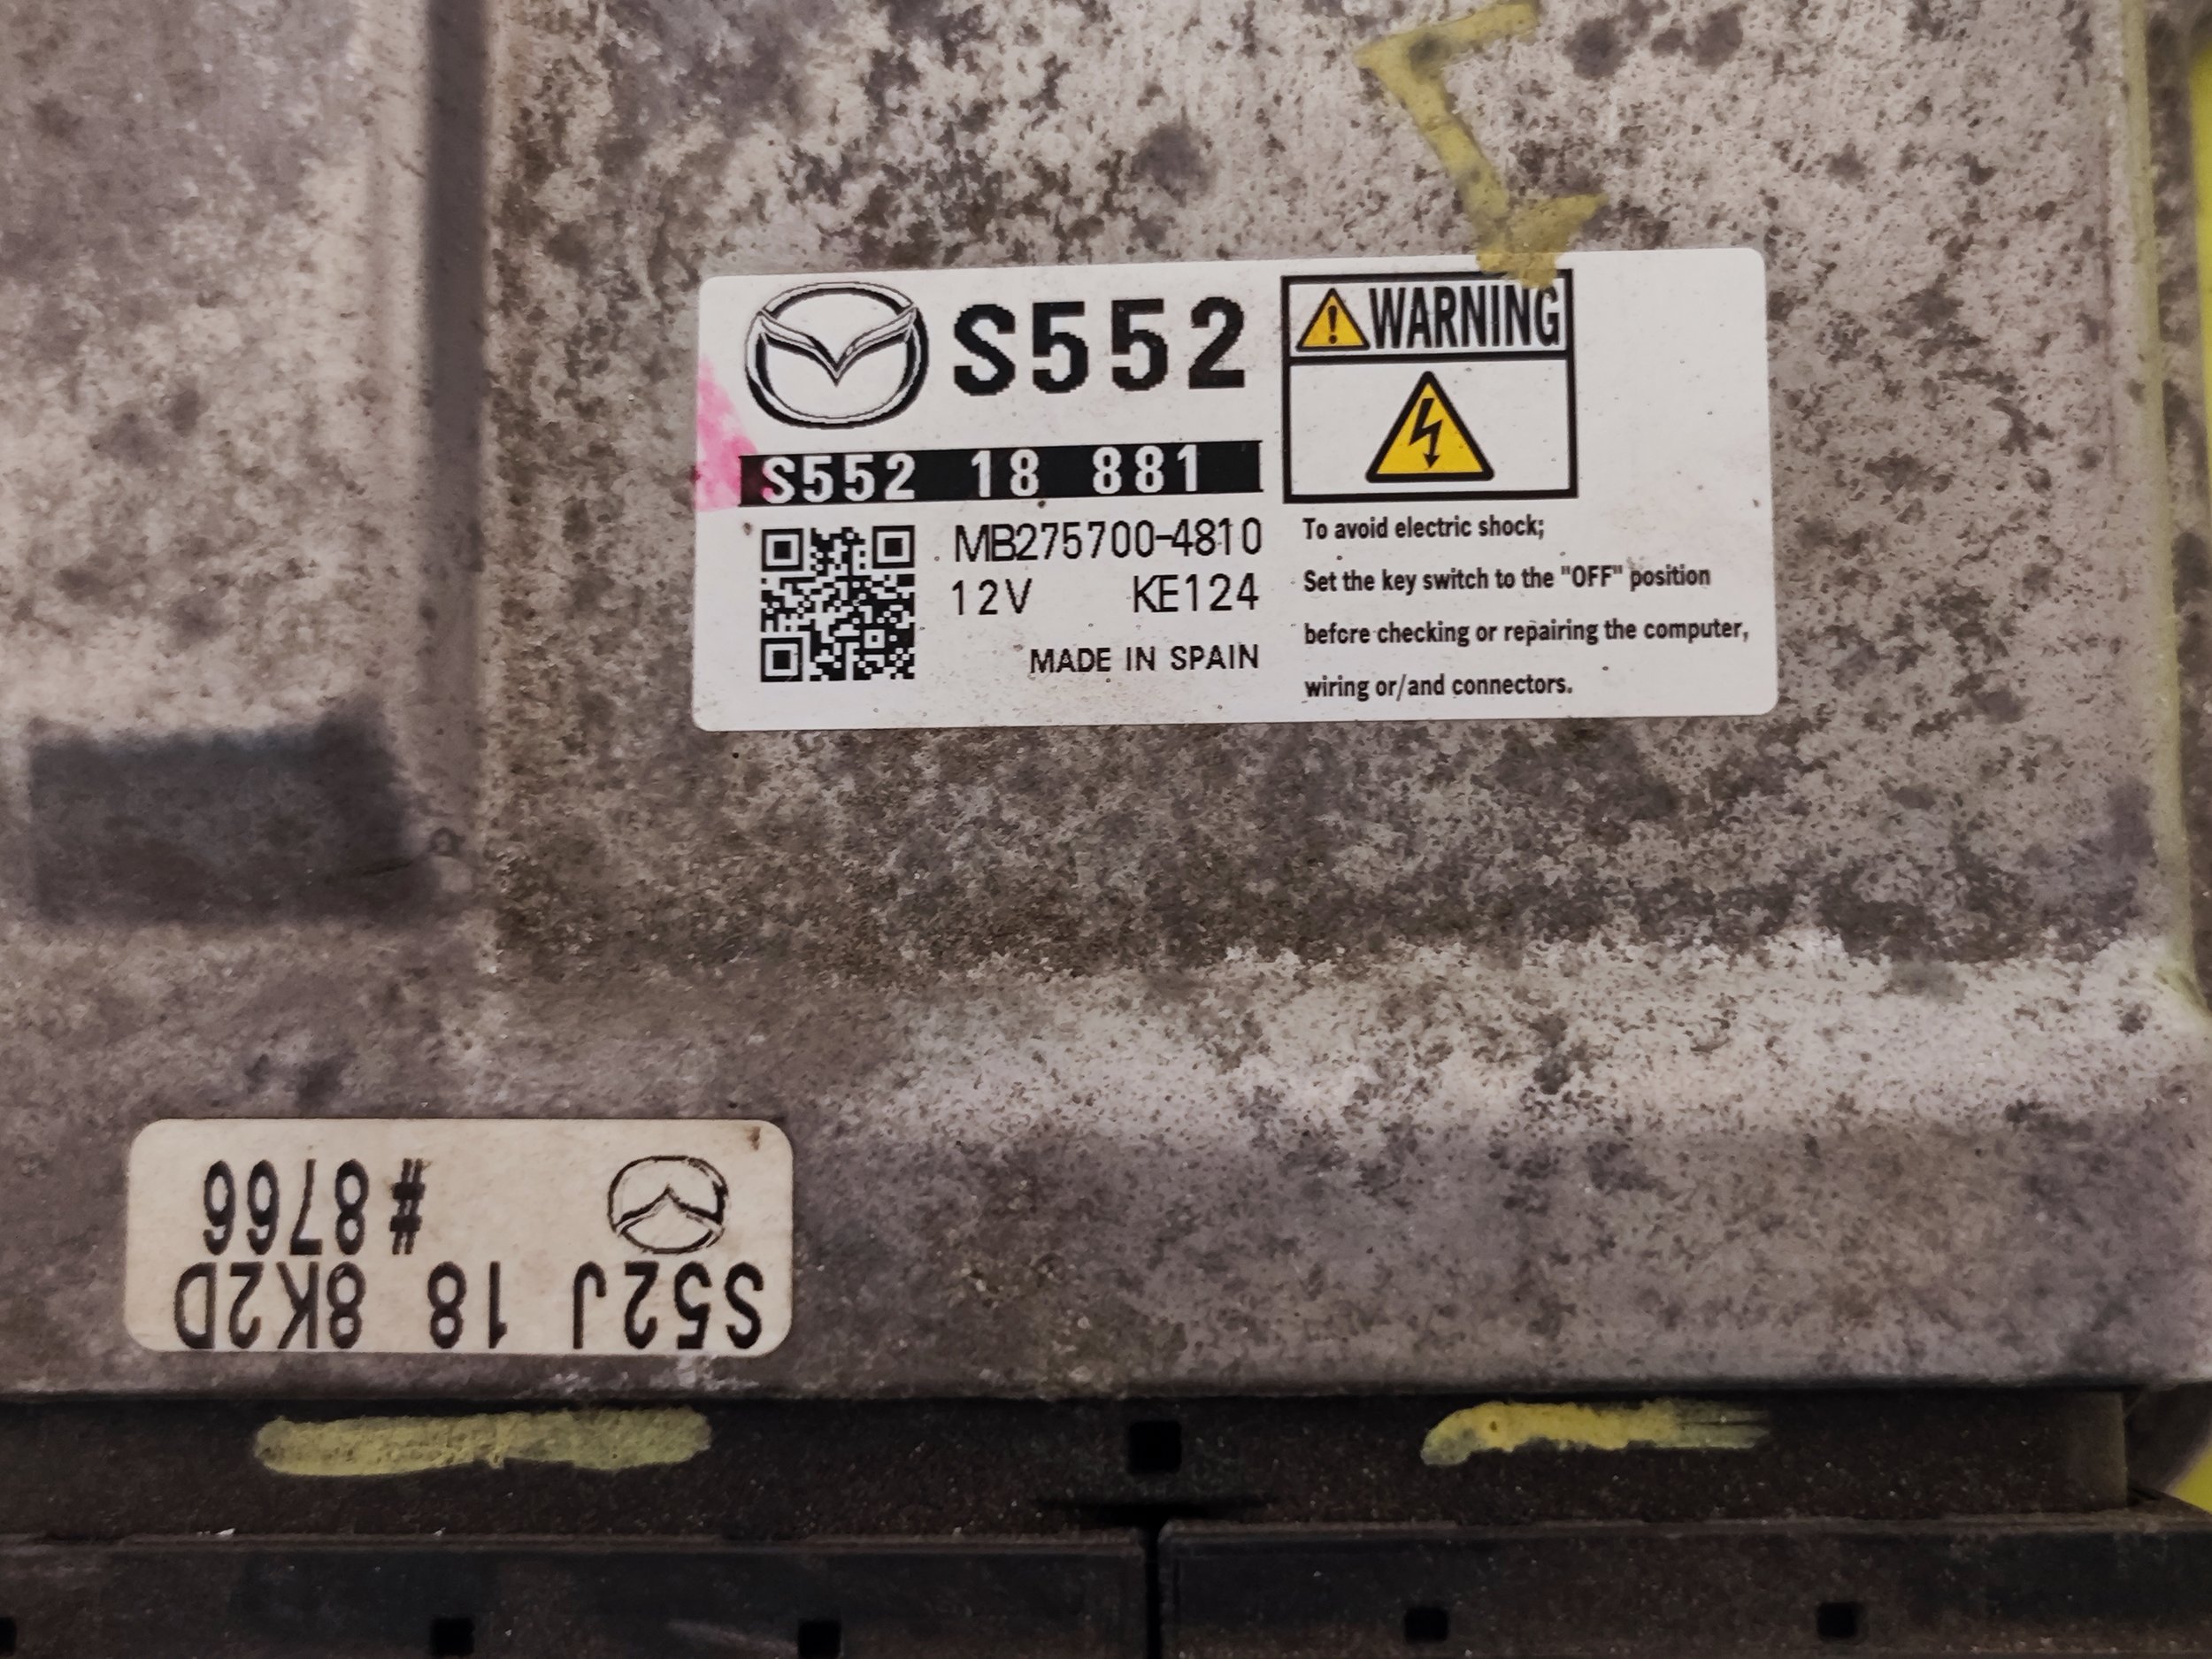 S552
S552 18 881
MB275700-4810
12V KE124
MADE IN SPAIN
WARNING
To avoid electric shock;
Set the key switch to the "OFF" position
before checking or repairing the computer,
wiring or/and connectors.
S52J 18 8K2D
#8766